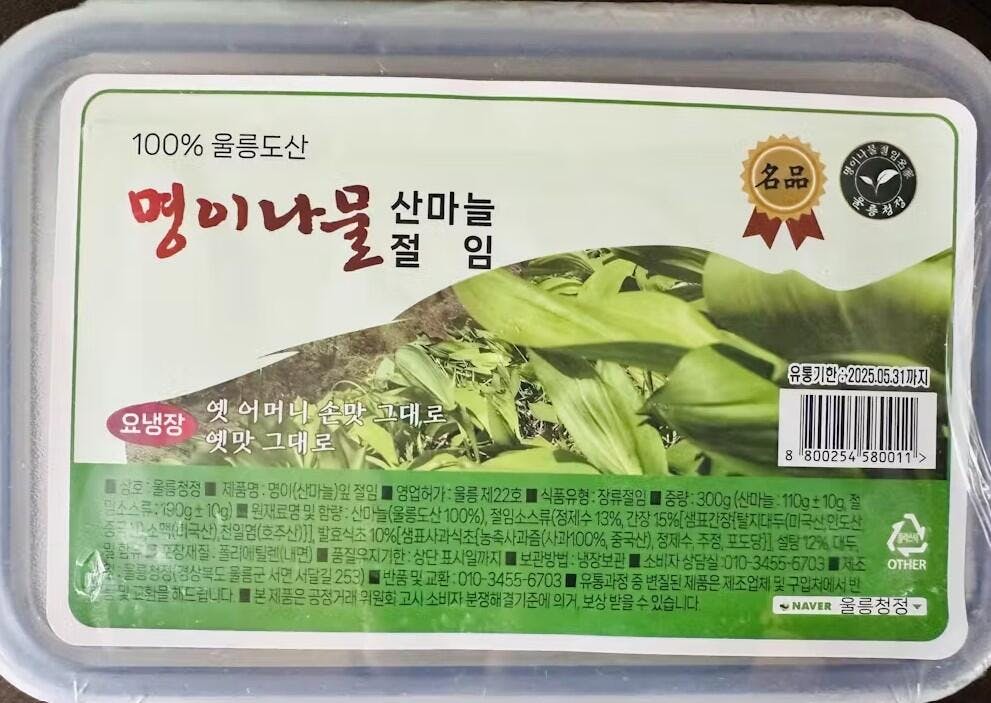 100% 울릉도산
명이나물 산마늘
절 임
名品
명이나물절임名家
울릉청정
유통기한:2025.05.31까지
8 800254 580011 >
요냉장
옛 어머니 손맛 그대로
옛맛 그대로
■ 상호 : 울릉청정 ■ 제품명 : 명이(산마늘)잎 절임 ■ 영업허가 : 울릉 제22호 ■ 식품유형 : 장류절임 ■ 중량 : 300g (산마늘 : 110g ± 10g, 절
임소스류 : 190g ± 10g) ■ 원재료명 및 함량 : 산마늘(울릉도산 100%), 절임소스류(정제수 13%, 간장 15%[샘표간장{탈지대두(미국산,인도산
중국산), 소맥(미국산), 천일염(호주산)}], 발효식초 10%[샘표사과식초{농축사과즙(사과100%, 중국산), 정제수, 주정, 포도당}], 설탕 12%, 대두,
밀 함유 ■ 포장재질 : 폴리에틸렌(내면) ■ 품질유지기한 : 상단 표시일까지 ■ 보관방법 : 냉장보관 ■ 소비자 상담실 : 010-3455-6703 ■ 제조
원 : 울릉청정(경상북도 울릉군 서면 서달길 253) ■ 반품 및 교환 : 010-3455-6703 ■ 유통과정 중 변질된 제품은 제조업체 및 구입처에서 반
품 및 교환을 해드립니다. ■ 본 제품은 공정거래 위원회 고시 소비자 분쟁해결기준에 의거, 보상 받을 수 있습니다.
OTHER
NAVER 울릉청정